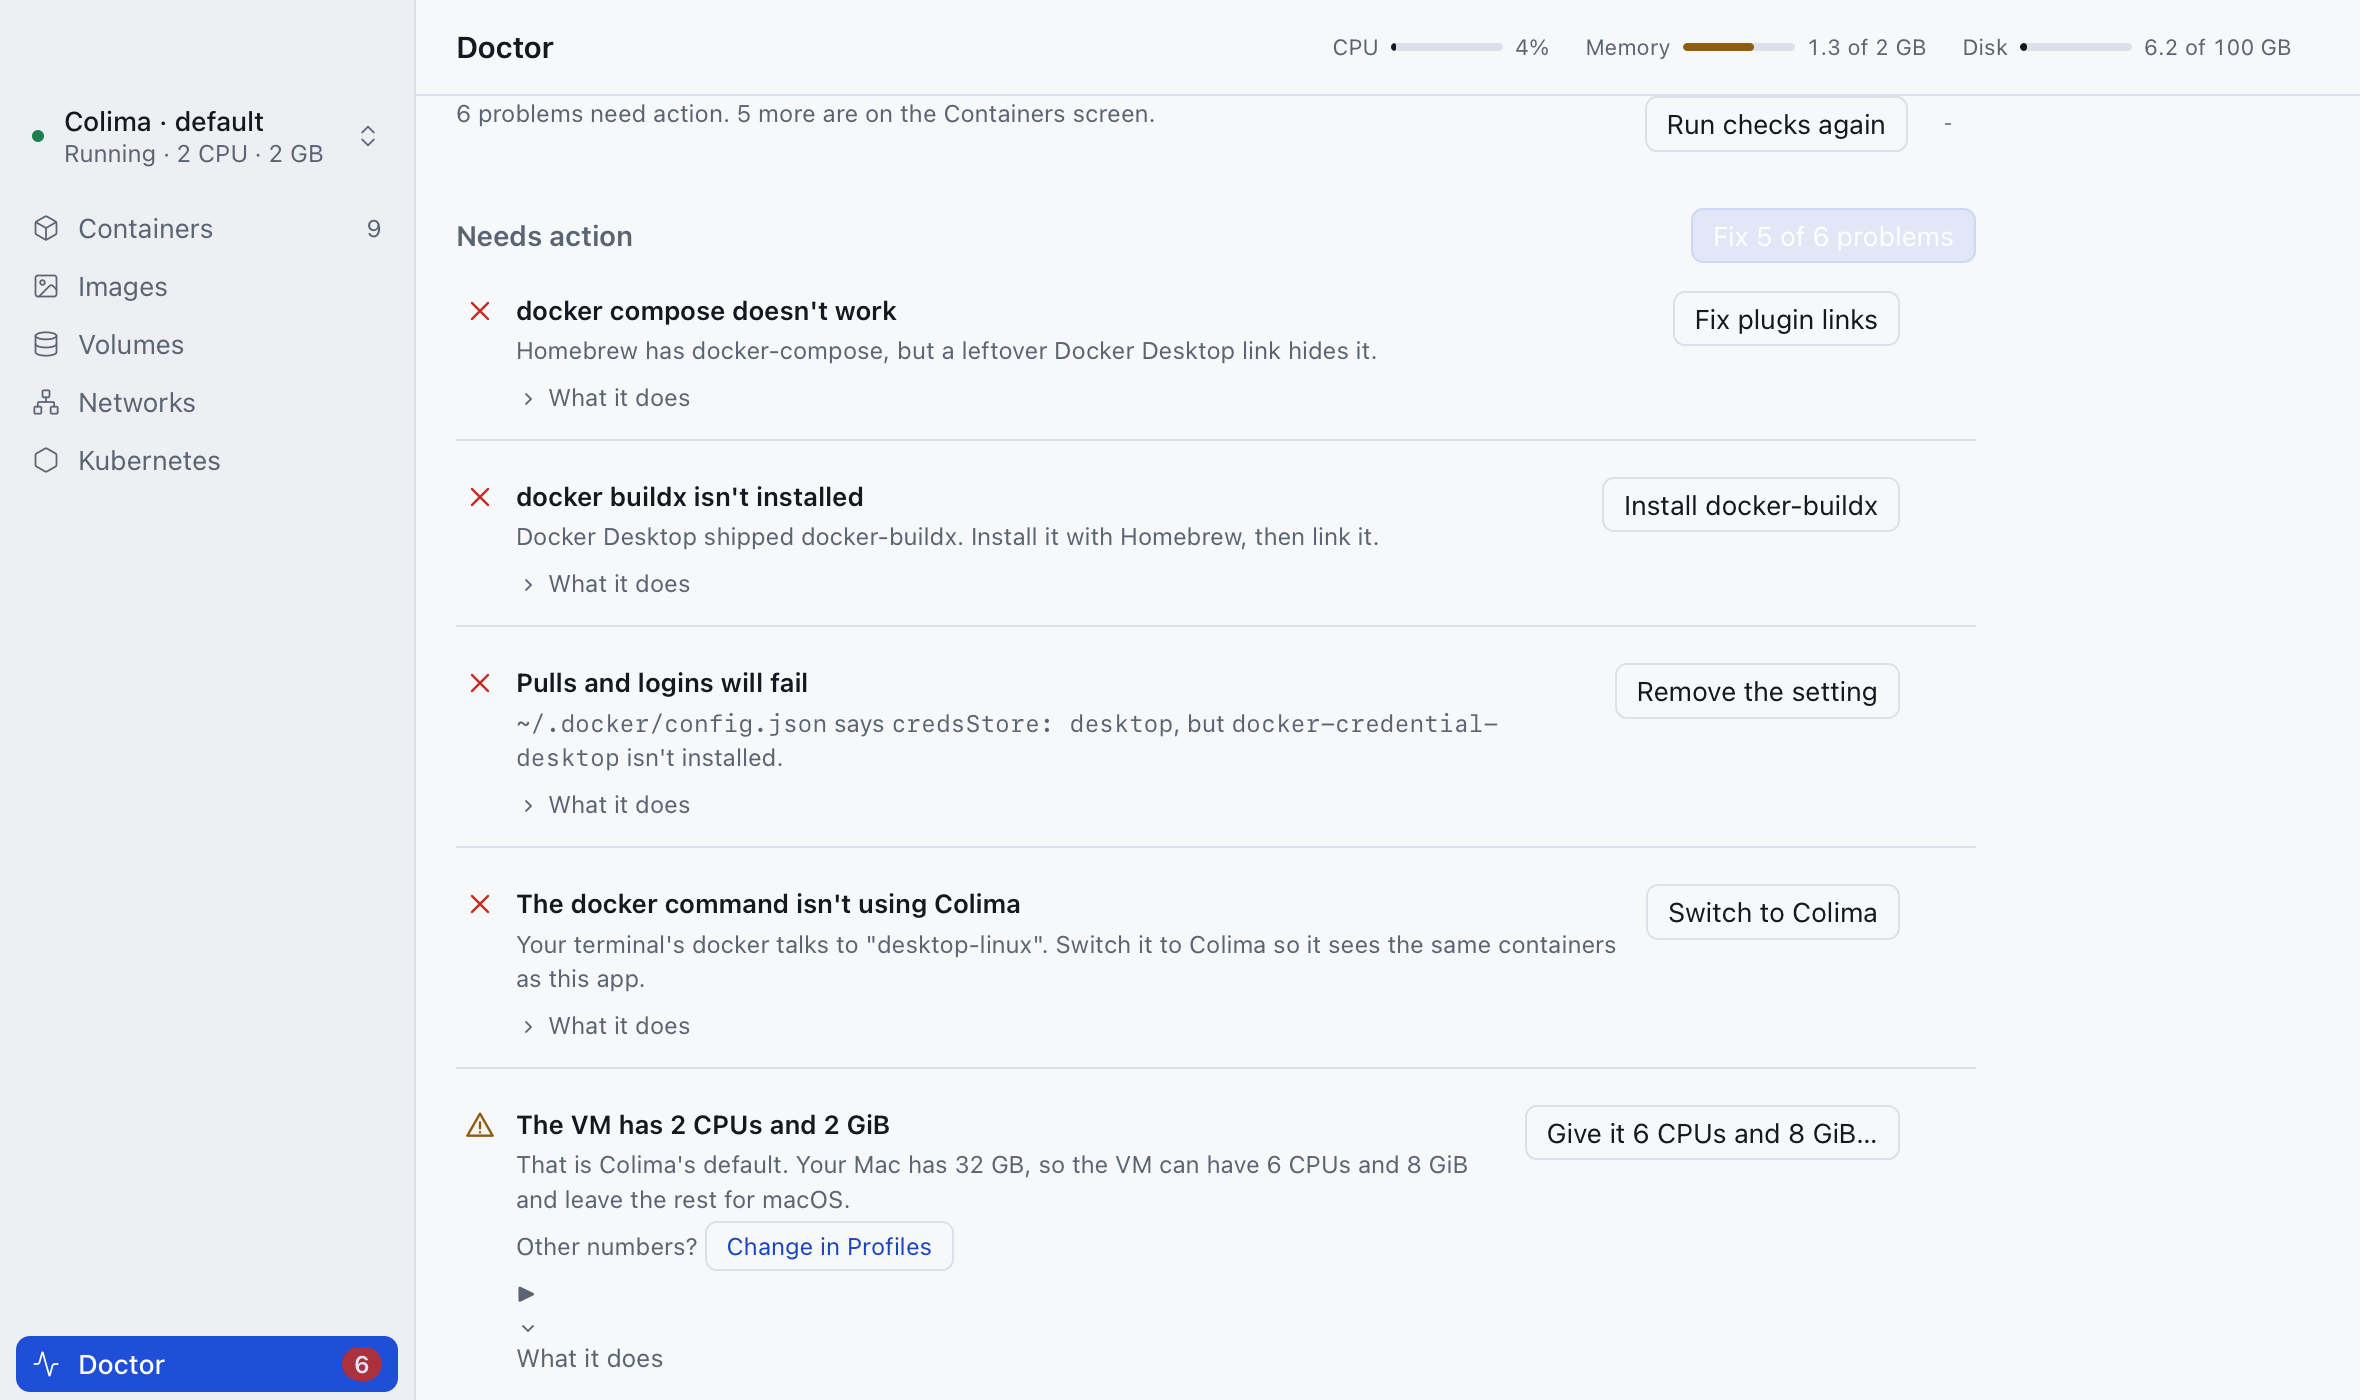 Doctor
CPU 4% Memory 1.3 of 2 GB Disk 6.2 of 100 GB
Colima · default
Running · 2 CPU · 2 GB
Containers 9
Images
Volumes
Networks
Kubernetes
Doctor 6
6 problems need action. 5 more are on the Containers screen.
Run checks again -
Needs action
Fix 5 of 6 problems
docker compose doesn't work
Fix plugin links
Homebrew has docker-compose, but a leftover Docker Desktop link hides it.
What it does
docker buildx isn't installed
Install docker-buildx
Docker Desktop shipped docker-buildx. Install it with Homebrew, then link it.
What it does
Pulls and logins will fail
Remove the setting
~/.docker/config.json says credsStore: desktop, but docker-credential-
desktop isn't installed.
What it does
The docker command isn't using Colima
Switch to Colima
Your terminal's docker talks to "desktop-linux". Switch it to Colima so it sees the same containers
as this app.
What it does
The VM has 2 CPUs and 2 GiB
Give it 6 CPUs and 8 GiB...
That is Colima's default. Your Mac has 32 GB, so the VM can have 6 CPUs and 8 GiB
and leave the rest for macOS.
Other numbers? Change in Profiles
What it does